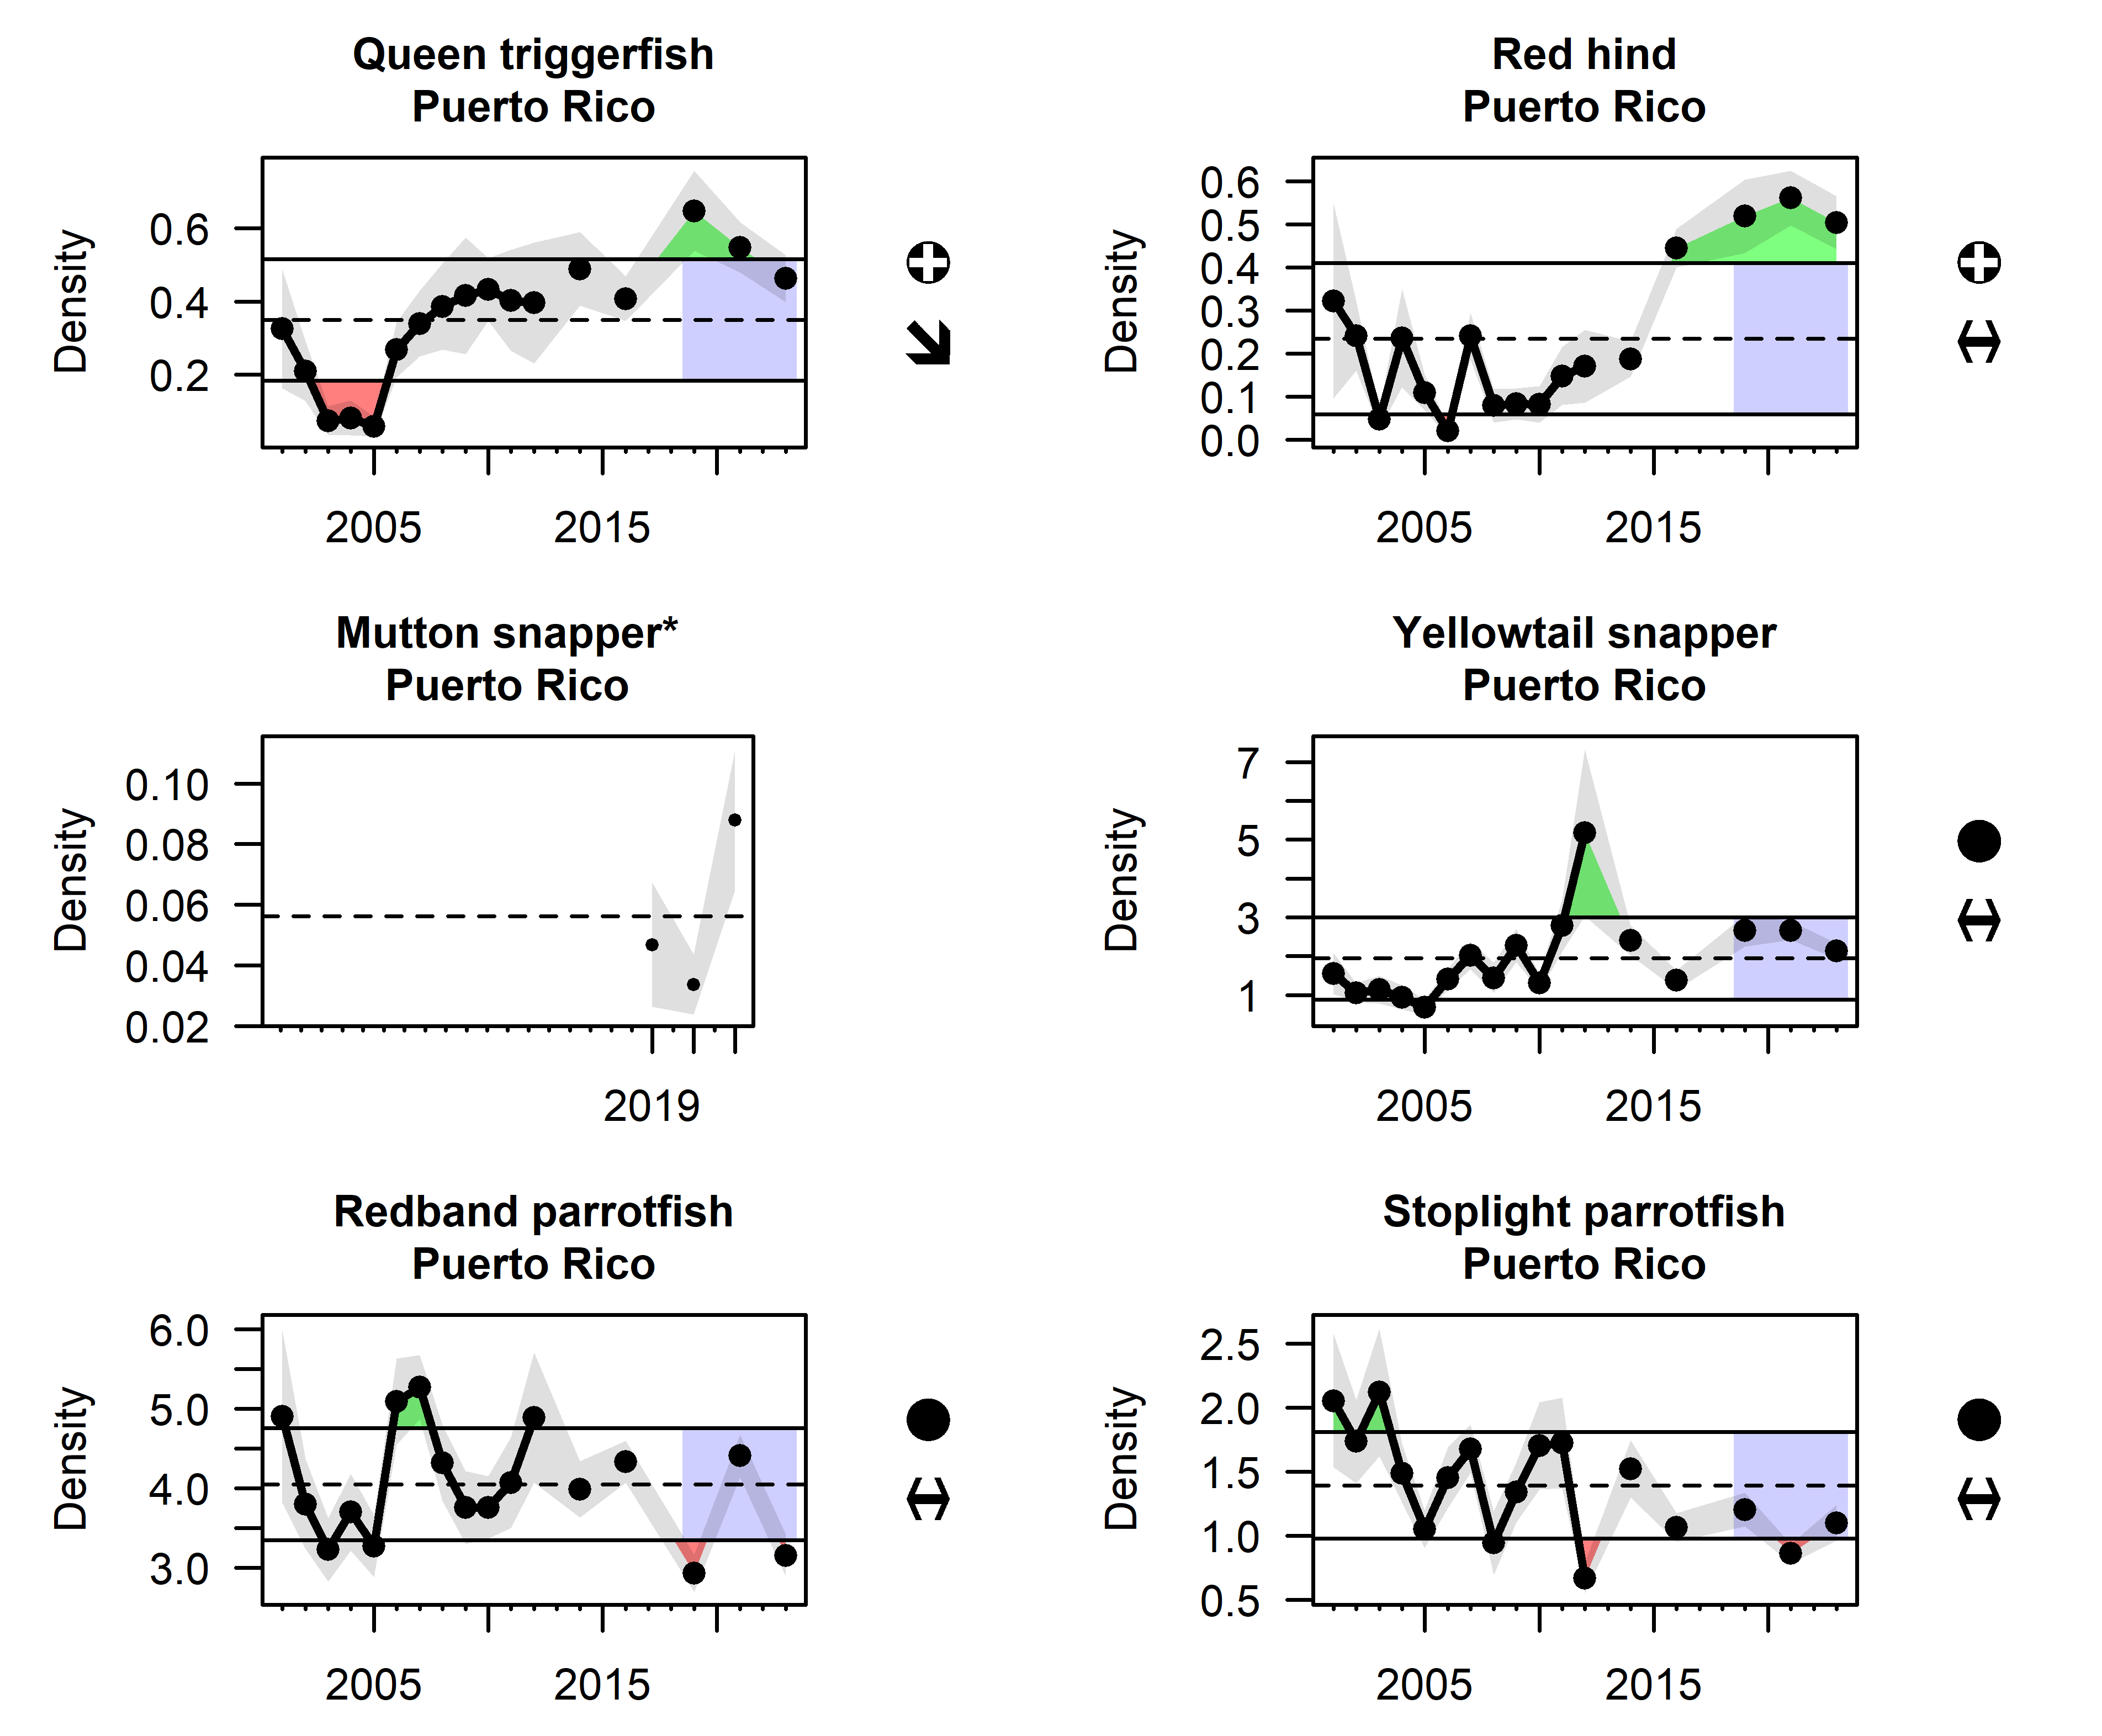 Queen triggerfish
Puerto Rico
Density
0.6
0.4
0.2
2005
2015
Red hind
Puerto Rico
Density
0.6
0.5
0.4
0.3
0.2
0.1
0.0
2005
2015
Mutton snapper*
Puerto Rico
Density
0.10
0.08
0.06
0.04
0.02
2019
Yellowtail snapper
Puerto Rico
Density
7
5
3
1
2005
2015
Redband parrotfish
Puerto Rico
Density
6.0
5.0
4.0
3.0
2005
2015
Stoplight parrotfish
Puerto Rico
Density
2.5
2.0
1.5
1.0
0.5
2005
2015